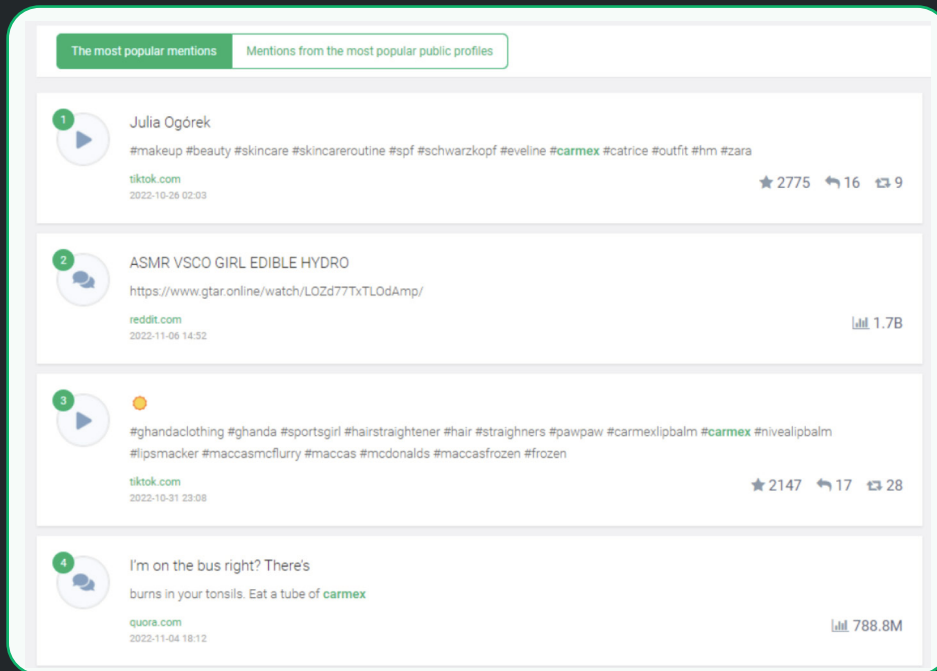 The most popular mentions
Mentions from the most popular public profiles
1
Julia Ogórek
#makeup #beauty #skincare #skincareroutine #spf #schwarzkopf #eveline #carmex #catrice #outfit #hm #zara
tiktok.com
2022-10-26 02:03
2775 16 9
2
ASMR VSCO GIRL EDIBLE HYDRO
https://www.gtar.online/watch/LOZd77TxTLOdAmp/
reddit.com
2022-11-06 14:52
1.7B
3
#ghandaclothing #ghanda #sportsgirl #hairstraightener #hair #straighners #pawpaw #carmexlipbalm #carmex #nivealipbalm
#lipsmacker #maccasmcflurry #maccas #mcdonalds #maccasfrozen #frozen
tiktok.com
2022-10-31 23:08
2147 17 28
4
I'm on the bus right? There's
burns in your tonsils. Eat a tube of carmex
quora.com
2022-11-04 18:12
788.8M